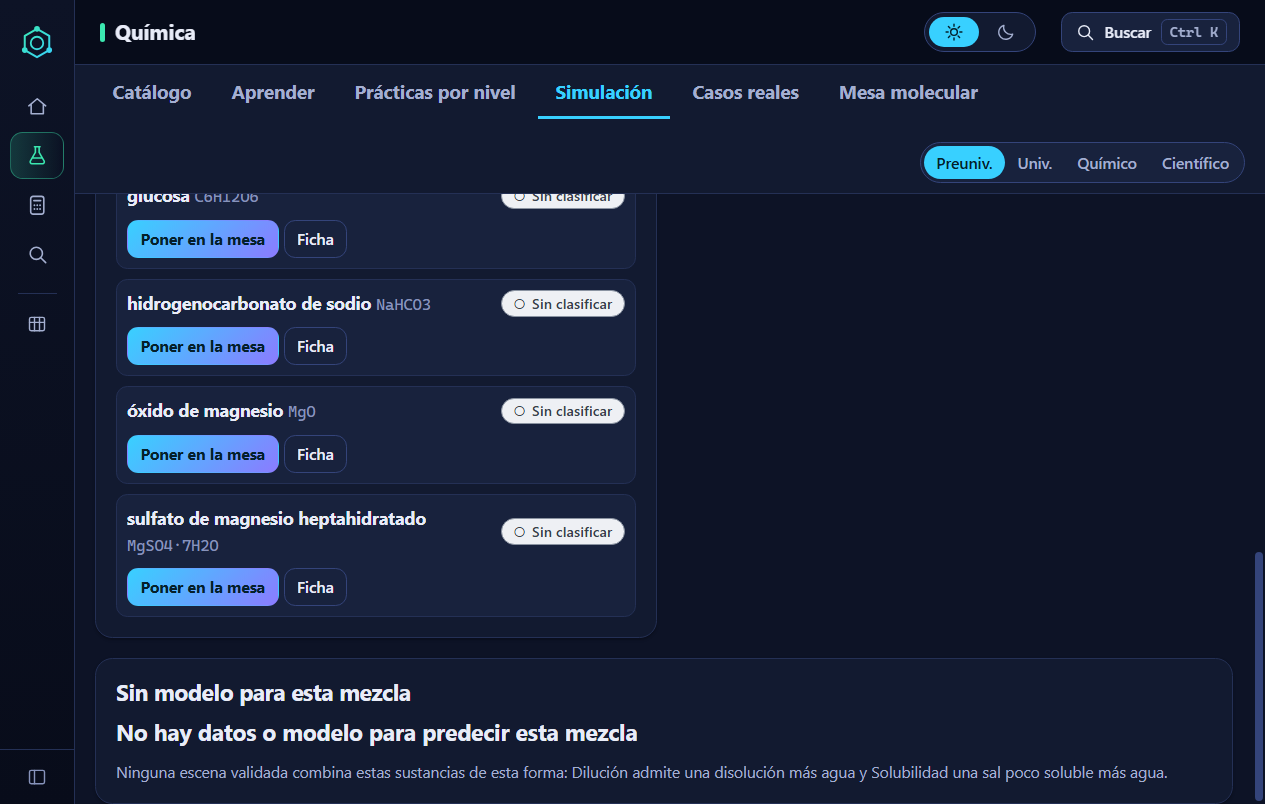 Química
Buscar Ctrl K
Catálogo Aprender Prácticas por nivel Simulación Casos reales Mesa molecular
Preuniv. Univ. Químico Científico
glucosa C6H12O6 Sin clasificar
Poner en la mesa Ficha
hidrogenocarbonato de sodio NaHCO3 Sin clasificar
Poner en la mesa Ficha
óxido de magnesio MgO Sin clasificar
Poner en la mesa Ficha
sulfato de magnesio heptahidratado
MgSO4·7H2O Sin clasificar
Poner en la mesa Ficha
Sin modelo para esta mezcla
No hay datos o modelo para predecir esta mezcla
Ninguna escena validada combina estas sustancias de esta forma: Dilución admite una disolución más agua y Solubilidad una sal poco soluble más agua.